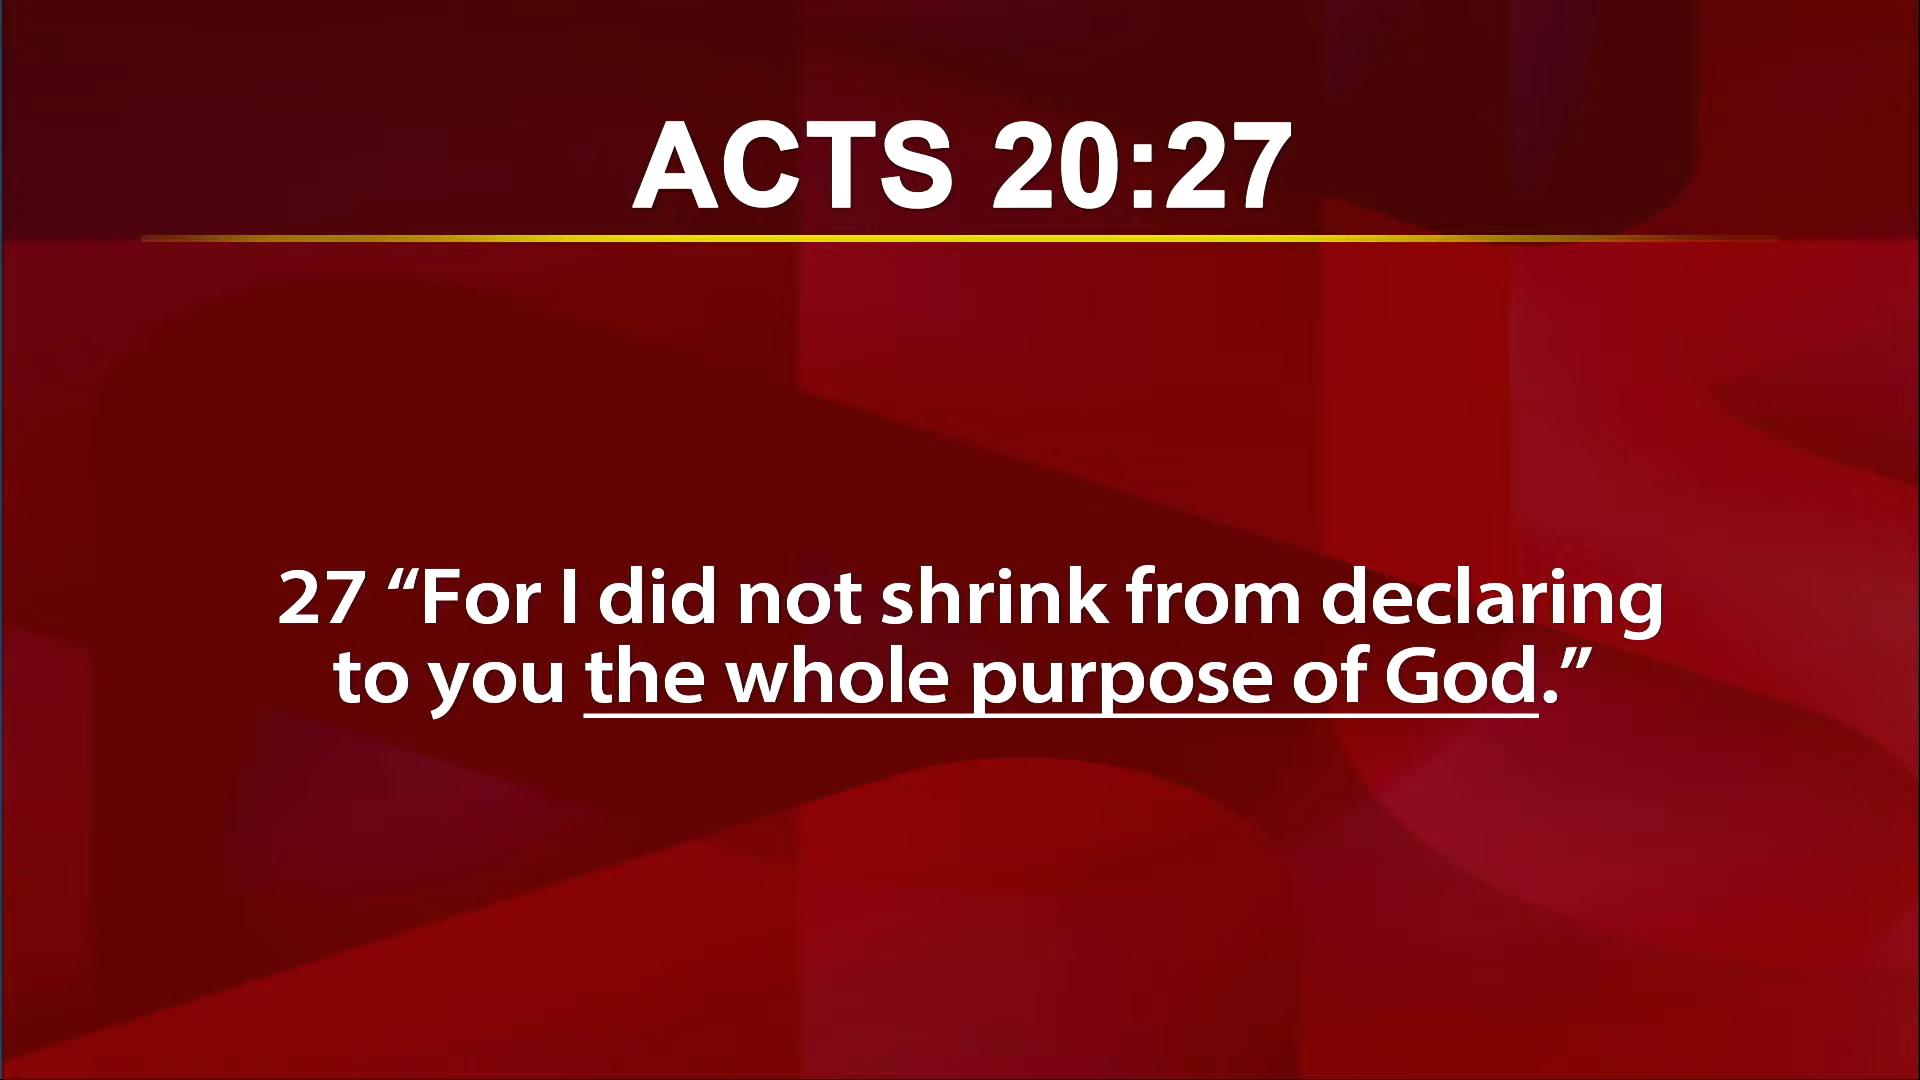 ACTS 20:27
27 “For I did not shrink from declaring
to you the whole purpose of God.”